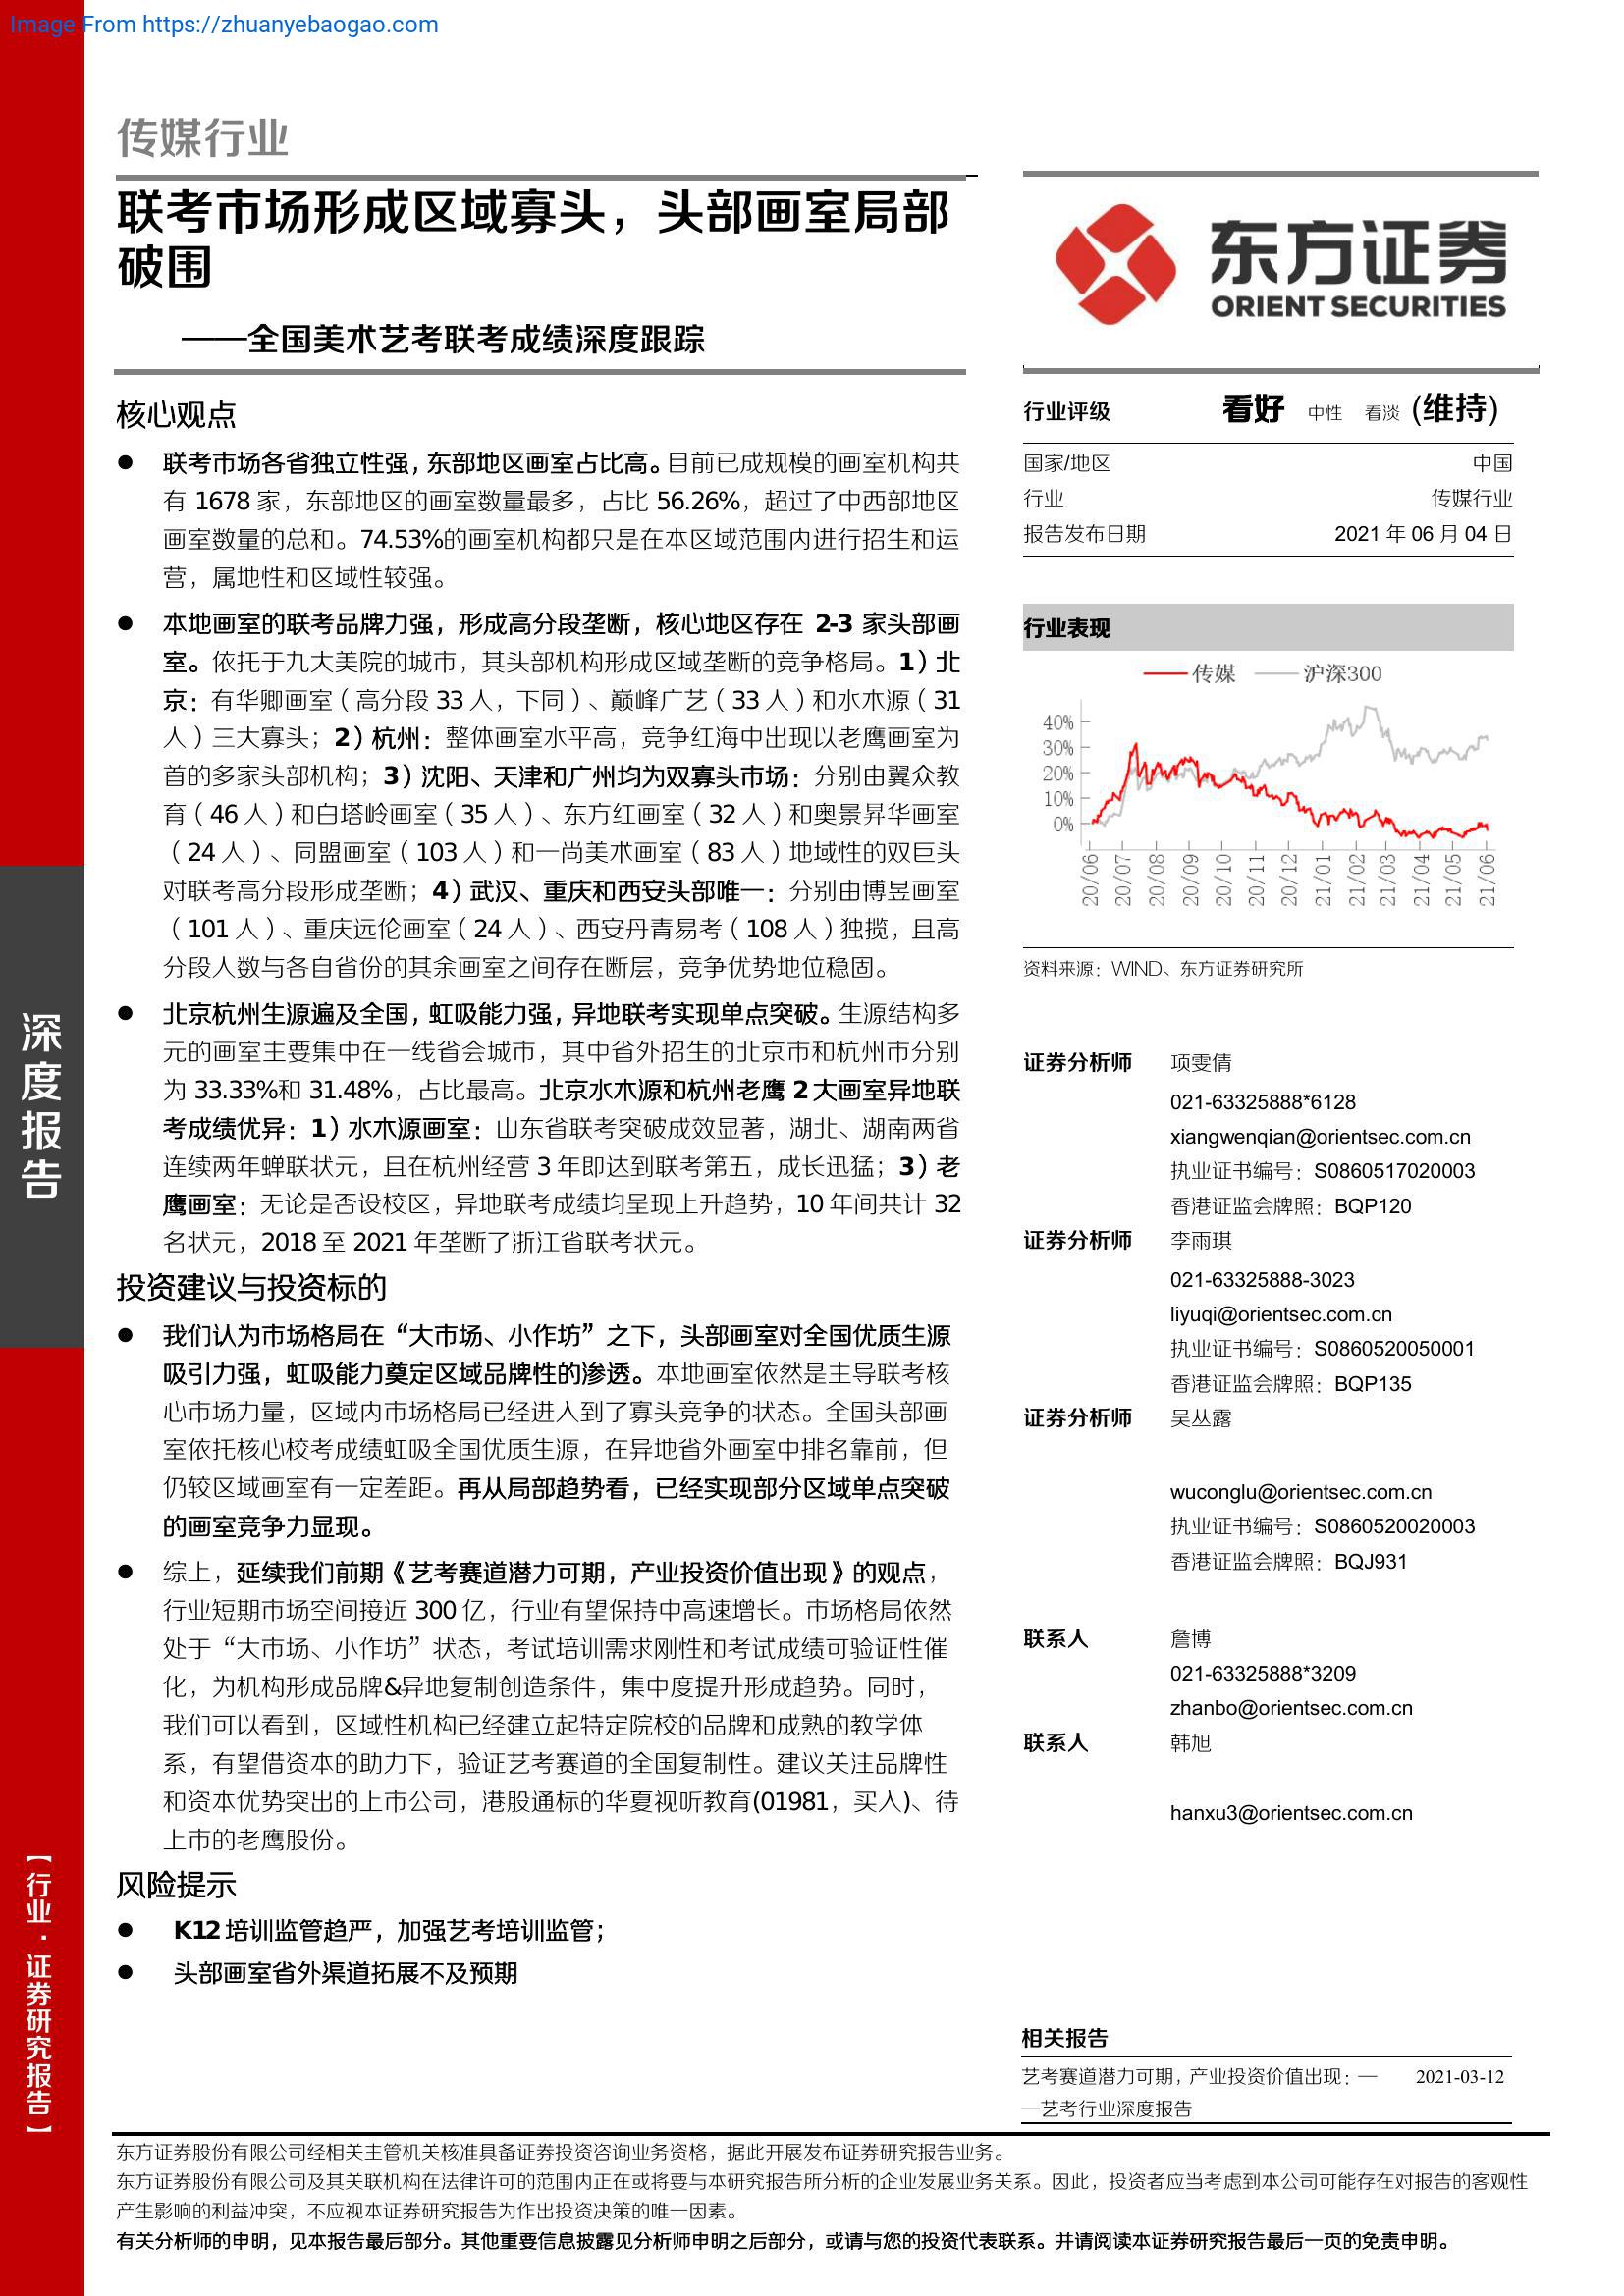 Image From https://zhuanyebaogao.com
传媒行业
联考市场形成区域寡头，头部画室局部
破围
——全国美术艺考联考成绩深度跟踪
核心观点
● 联考市场各省独立性强，东部地区画室占比高。目前已成规模的画室机构共
有 1678 家，东部地区的画室数量最多，占比 56.26%，超过了中西部地区
画室数量的总和。74.53%的画室机构都只是在本区域范围内进行招生和运
营，属地性和区域性较强。
● 本地画室的联考品牌力强，形成高分段垄断，核心地区存在 2-3 家头部画
室。依托于九大美院的城市，其头部机构形成区域垄断的竞争格局。1）北
京：有华卿画室（高分段 33 人，下同）、巅峰广艺（33 人）和水木源（31
人）三大寡头；2）杭州：整体画室水平高，竞争红海中出现以老鹰画室为
首的多家头部机构；3）沈阳、天津和广州均为双寡头市场：分别由翼众教
育（46 人）和白塔岭画室（35 人）、东方红画室（32 人）和奥景昇华画室
（24 人）、同盟画室（103 人）和一尚美术画室（83 人）地域性的双巨头
对联考高分段形成垄断；4）武汉、重庆和西安头部唯一：分别由博昱画室
（101 人）、重庆远伦画室（24 人）、西安丹青易考（108 人）独揽，且高
分段人数与各自省份的其余画室之间存在断层，竞争优势地位稳固。
● 北京杭州生源遍及全国，虹吸能力强，异地联考实现单点突破。生源结构多
元的画室主要集中在一线省会城市，其中省外招生的北京市和杭州市分别
为 33.33%和 31.48%，占比最高。北京水木源和杭州老鹰 2 大画室异地联
考成绩优异：1）水木源画室：山东省联考突破成效显著，湖北、湖南两省
连续两年蝉联状元，且在杭州经营 3 年即达到联考第五，成长迅猛；3）老
鹰画室：无论是否设校区，异地联考成绩均呈现上升趋势，10 年间共计 32
名状元，2018 至 2021 年垄断了浙江省联考状元。
投资建议与投资标的
● 我们认为市场格局在“大市场、小作坊”之下，头部画室对全国优质生源
吸引力强，虹吸能力奠定区域品牌性的渗透。本地画室依然是主导联考核
心市场力量，区域内市场格局已经进入到了寡头竞争的状态。全国头部画
室依托核心校考成绩虹吸全国优质生源，在异地省外画室中排名靠前，但
仍较区域画室有一定差距。再从局部趋势看，已经实现部分区域单点突破
的画室竞争力显现。
● 综上，延续我们前期《艺考赛道潜力可期，产业投资价值出现》的观点，
行业短期市场空间接近 300 亿，行业有望保持中高速增长。市场格局依然
处于“大市场、小作坊”状态，考试培训需求刚性和考试成绩可验证性催
化，为机构形成品牌&异地复制创造条件，集中度提升形成趋势。同时，
我们可以看到，区域性机构已经建立起特定院校的品牌和成熟的教学体
系，有望借资本的助力下，验证艺考赛道的全国复制性。建议关注品牌性
和资本优势突出的上市公司，港股通标的华夏视听教育(01981，买入)、待
上市的老鹰股份。
风险提示
● K12 培训监管趋严，加强艺考培训监管；
● 头部画室省外渠道拓展不及预期
东方证券
ORIENT SECURITIES
行业评级 看好 中性 看淡 (维持)
国家/地区 中国
行业 传媒行业
报告发布日期 2021 年 06 月 04 日
行业表现
传媒 沪深300
40%
30%
20%
10%
0%
20/06 20/07 20/08 20/09 20/10 20/11 20/12 21/01 21/02 21/03 21/04 21/05 21/06
资料来源：WIND、东方证券研究所
证券分析师 项雯倩
021-63325888*6128
xiangwenqian@orientsec.com.cn
执业证书编号：S0860517020003
香港证监会牌照：BQP120
证券分析师 李雨琪
021-63325888-3023
liyuqi@orientsec.com.cn
执业证书编号：S0860520050001
香港证监会牌照：BQP135
证券分析师 吴丛露
wuconglu@orientsec.com.cn
执业证书编号：S0860520020003
香港证监会牌照：BQJ931
联系人 詹博
021-63325888*3209
zhanbo@orientsec.com.cn
联系人 韩旭
hanxu3@orientsec.com.cn
相关报告
艺考赛道潜力可期，产业投资价值出现：— 2021-03-12
—艺考行业深度报告
深度报告
【行业·证券研究报告】
东方证券股份有限公司经相关主管机关核准具备证券投资咨询业务资格，据此开展发布证券研究报告业务。
东方证券股份有限公司及其关联机构在法律许可的范围内正在或将要与本研究报告所分析的企业发展业务关系。因此，投资者应当考虑到本公司可能存在对报告的客观性
产生影响的利益冲突，不应视本证券研究报告为作出投资决策的唯一因素。
有关分析师的申明，见本报告最后部分。其他重要信息披露见分析师申明之后部分，或请与您的投资代表联系。并请阅读本证券研究报告最后一页的免责申明。